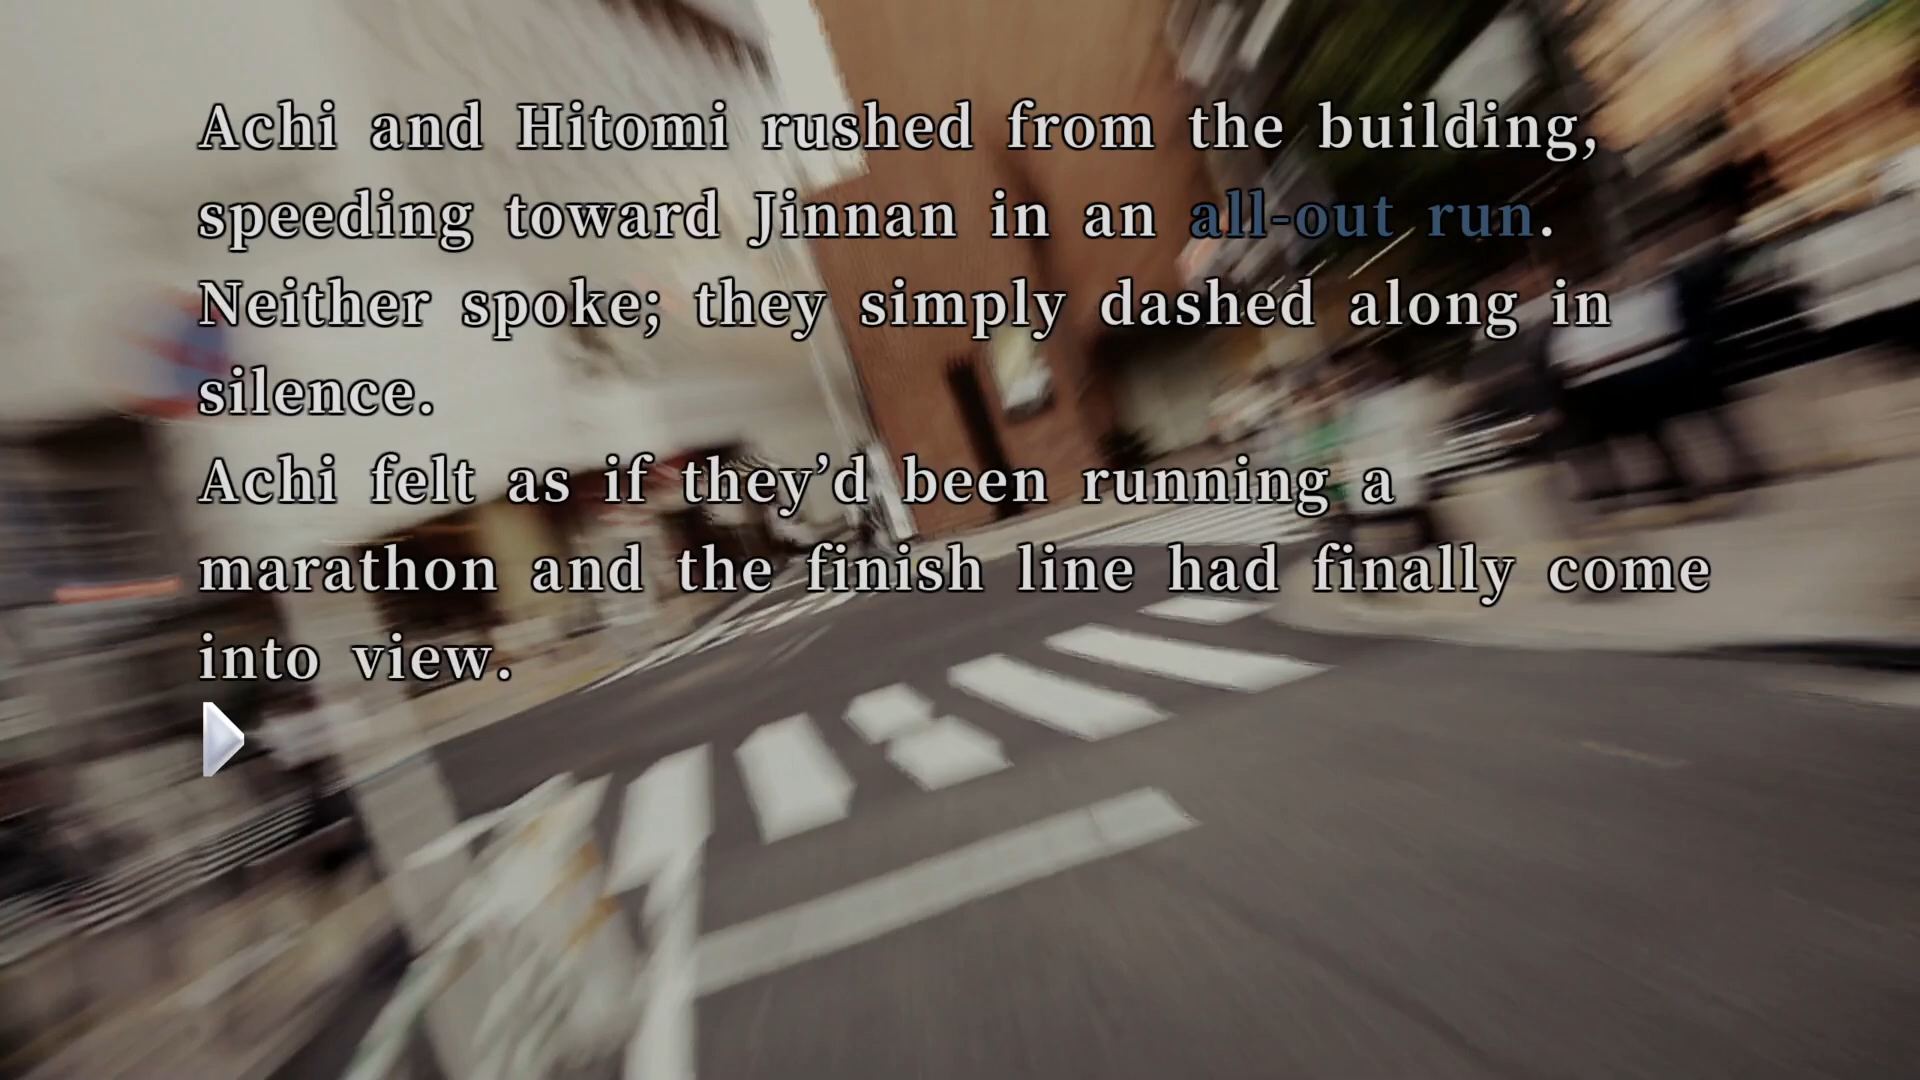 Achi and Hitomi rushed from the building,
speeding toward Jinnan in an all-out run.
Neither spoke; they simply dashed along in
silence.
Achi felt as if they’d been running a
marathon and the finish line had finally come
into view.